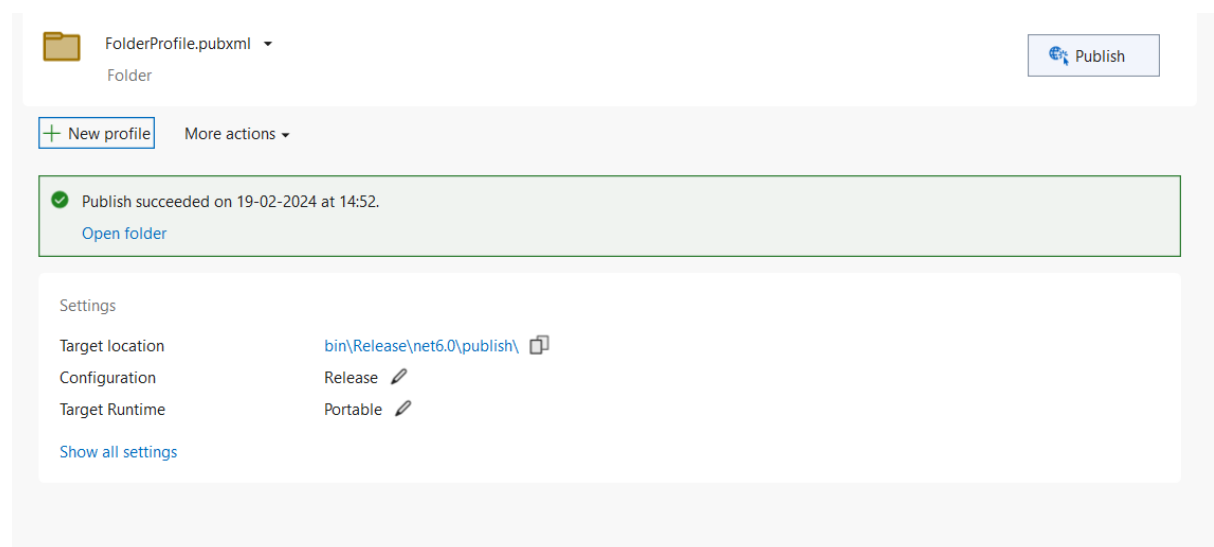 FolderProfile.pubxml
Folder
Publish
New profile
More actions
Publish succeeded on 19-02-2024 at 14:52.
Open folder
Settings
Target location bin\Release\net6.0\publish\
Configuration Release
Target Runtime Portable
Show all settings